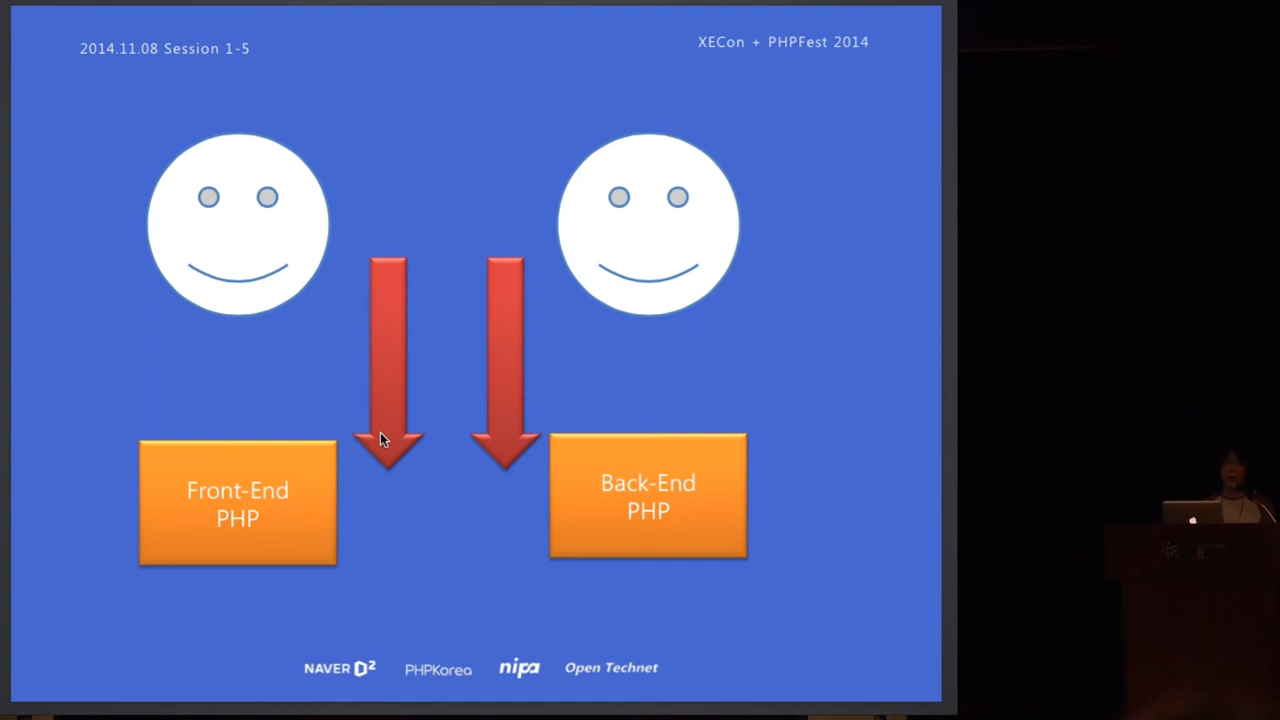 2014.11.08 Session 1-5
XECon + PHPFest 2014
Front-End
PHP
Back-End
PHP
NAVER D2
PHPKorea
nipa
Open Technet